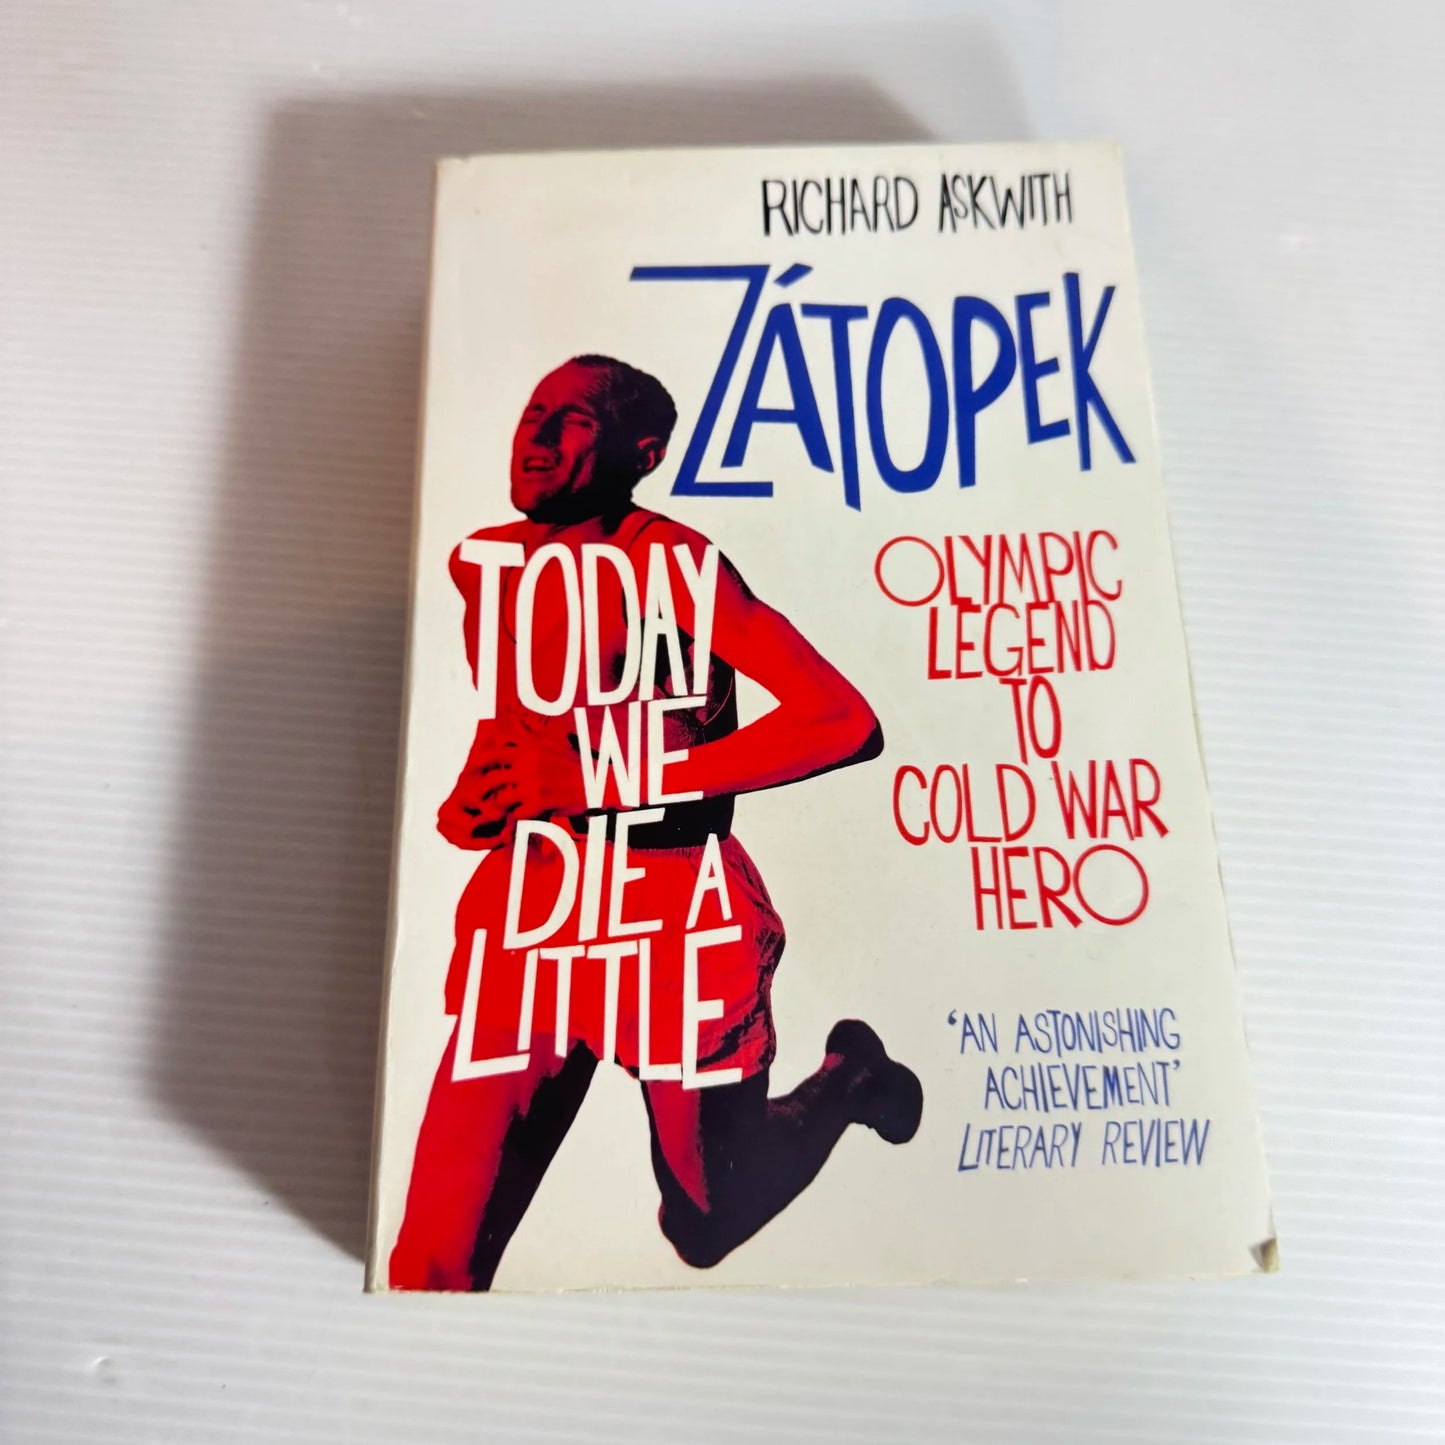 RICHARD ASKWITH
ZÁTOPEK
TODAY
WE
DIE A
LITTLE
OLYMPIC
LEGEND
TO
COLD WAR
HERO
‘AN ASTONISHING
ACHIEVEMENT’
LITERARY REVIEW